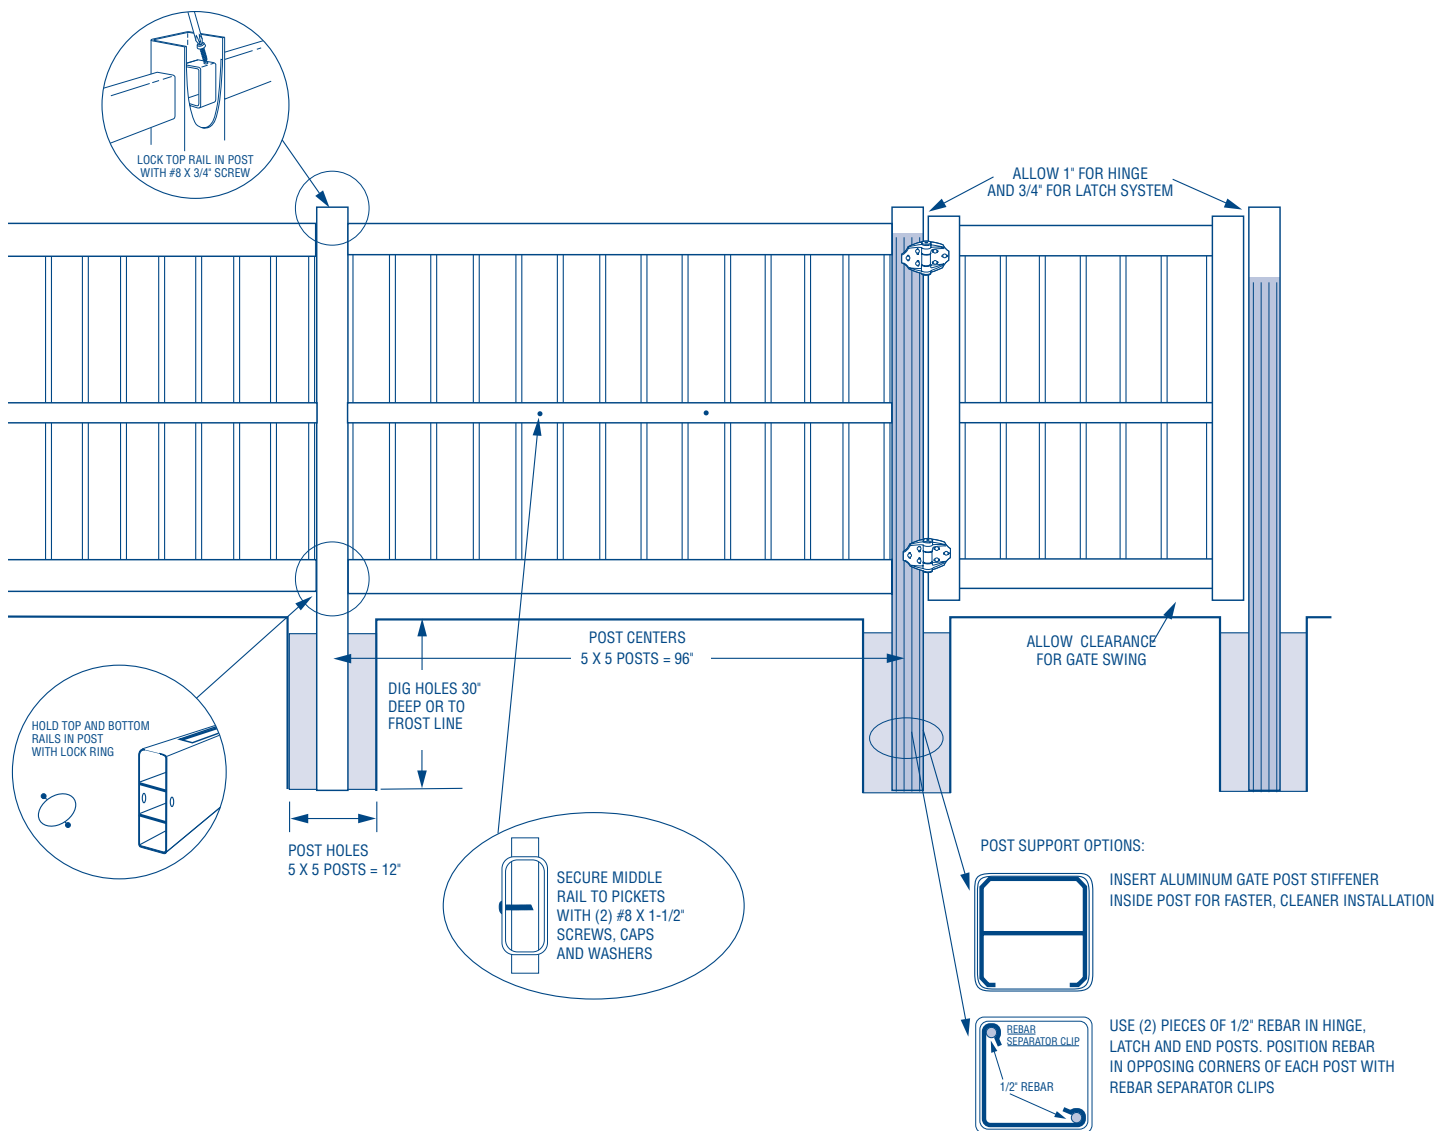 LOCK TOP RAIL IN POST
WITH #8 X 3/4" SCREW
ALLOW 1" FOR HINGE
AND 3/4" FOR LATCH SYSTEM
POST CENTERS
5 X 5 POSTS = 96"
ALLOW CLEARANCE
FOR GATE SWING
DIG HOLES 30"
DEEP OR TO
FROST LINE
HOLD TOP AND BOTTOM
RAILS IN POST
WITH LOCK RING
POST HOLES
5 X 5 POSTS = 12"
SECURE MIDDLE
RAIL TO PICKETS
WITH (2) #8 X 1-1/2"
SCREWS, CAPS
AND WASHERS
POST SUPPORT OPTIONS:
INSERT ALUMINUM GATE POST STIFFENER
INSIDE POST FOR FASTER, CLEANER INSTALLATION
REBAR
SEPARATOR CLIP
1/2" REBAR
USE (2) PIECES OF 1/2" REBAR IN HINGE,
LATCH AND END POSTS. POSITION REBAR
IN OPPOSING CORNERS OF EACH POST WITH
REBAR SEPARATOR CLIPS